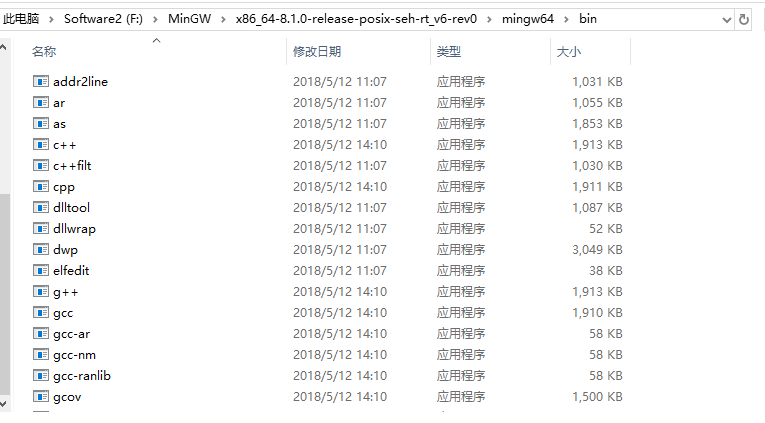 此电脑 > Software2 (F:) > MinGW > x86_64-8.1.0-release-posix-seh-rt_v6-rev0 > mingw64 > bin
名称 修改日期 类型 大小
addr2line 2018/5/12 11:07 应用程序 1,031 KB
ar 2018/5/12 11:07 应用程序 1,055 KB
as 2018/5/12 11:07 应用程序 1,853 KB
c++ 2018/5/12 14:10 应用程序 1,913 KB
c++filt 2018/5/12 11:07 应用程序 1,030 KB
cpp 2018/5/12 14:10 应用程序 1,911 KB
dlltool 2018/5/12 11:07 应用程序 1,087 KB
dllwrap 2018/5/12 11:07 应用程序 52 KB
dwp 2018/5/12 11:07 应用程序 3,049 KB
elfedit 2018/5/12 11:07 应用程序 38 KB
g++ 2018/5/12 14:10 应用程序 1,913 KB
gcc 2018/5/12 14:10 应用程序 1,910 KB
gcc-ar 2018/5/12 14:10 应用程序 58 KB
gcc-nm 2018/5/12 14:10 应用程序 58 KB
gcc-ranlib 2018/5/12 14:10 应用程序 58 KB
gcov 2018/5/12 14:10 应用程序 1,500 KB